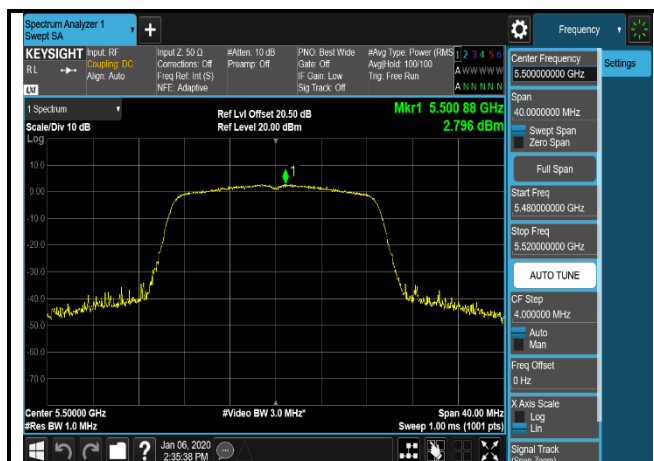 Spectrum Analyzer 1
Swept SA
+
Frequency
KEYSIGHT
R L
LXI
Input: RF
Coupling: DC
Align: Auto
Input Z: 50 Ω
Corrections: Off
Freq Ref: Int (S)
NFE: Adaptive
#Atten: 10 dB
Preamp: Off
PNO: Best Wide
Gate: Off
IF Gain: Low
Sig Track: Off
#Avg Type: Power (RMS
Avg|Hold: 100/100
Trig: Free Run
1 2 3 4 5 6
A W W W W W
A N N N N N
1 Spectrum
Scale/Div 10 dB
Ref Lvl Offset 20.50 dB
Ref Level 20.00 dBm
Mkr1 5.500 88 GHz
2.796 dBm
Log
1
10.0
0.00
-10.0
-20.0
-30.0
-40.0
-50.0
-60.0
-70.0
Center 5.50000 GHz
#Res BW 1.0 MHz
#Video BW 3.0 MHz*
Span 40.00 MHz
Sweep 1.00 ms (1001 pts)
Jan 06, 2020
2:35:38 PM
?
Center Frequency
5.500000000 GHz
Span
40.0000000 MHz
Swept Span
Zero Span
Full Span
Start Freq
5.480000000 GHz
Stop Freq
5.520000000 GHz
AUTO TUNE
CF Step
4.000000 MHz
Auto
Man
Freq Offset
0 Hz
X Axis Scale
Log
Lin
Signal Track
(Span Zoom)
Settings